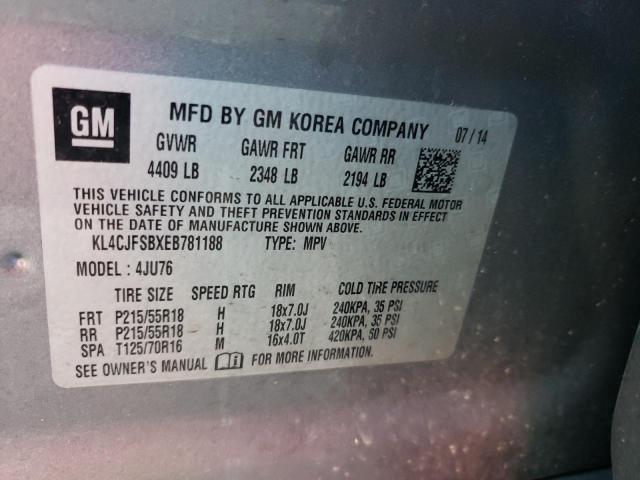 GM
MFD BY GM KOREA COMPANY 07/14
GVWR GAWR FRT GAWR RR
4409 LB 2348 LB 2194 LB
THIS VEHICLE CONFORMS TO ALL APPLICABLE U.S. FEDERAL MOTOR
VEHICLE SAFETY AND THEFT PREVENTION STANDARDS IN EFFECT
ON THE DATE OF MANUFACTURE SHOWN ABOVE.
KL4CJFSBXEB781188 TYPE: MPV
MODEL : 4JU76
TIRE SIZE SPEED RTG RIM COLD TIRE PRESSURE
FRT P215/55R18 H 18x7.0J 240KPA, 35 PSI
RR P215/55R18 H 18x7.0J 240KPA, 35 PSI
SPA T125/70R16 M 16x4.0T 420KPA, 60 PSI
SEE OWNER'S MANUAL FOR MORE INFORMATION.